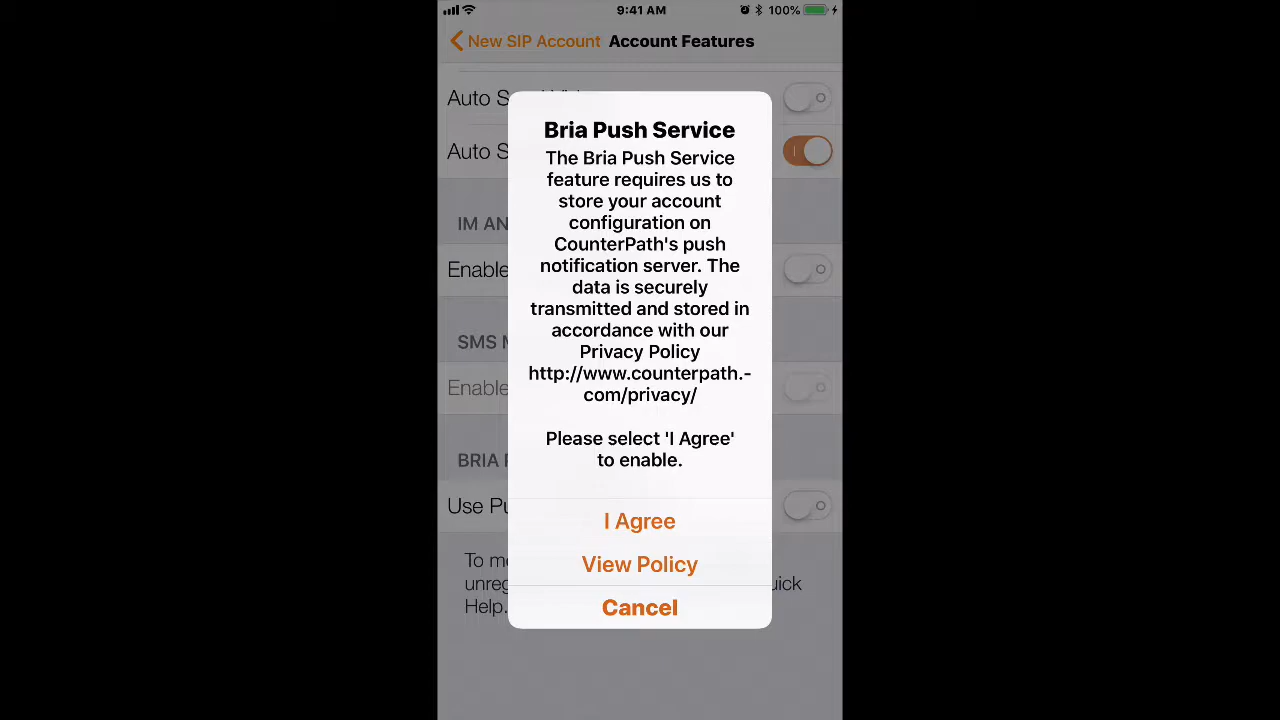 9:41 AM
100%
New SIP Account Account Features
Auto S
Auto S
IM AN
Enable
SMS M
Enable
BRIA
Use Pu
To m
unreg
uick
Help.
Bria Push Service
The Bria Push Service
feature requires us to
store your account
configuration on
CounterPath's push
notification server. The
data is securely
transmitted and stored in
accordance with our
Privacy Policy
http://www.counterpath.-
com/privacy/
Please select 'I Agree'
to enable.
I Agree
View Policy
Cancel